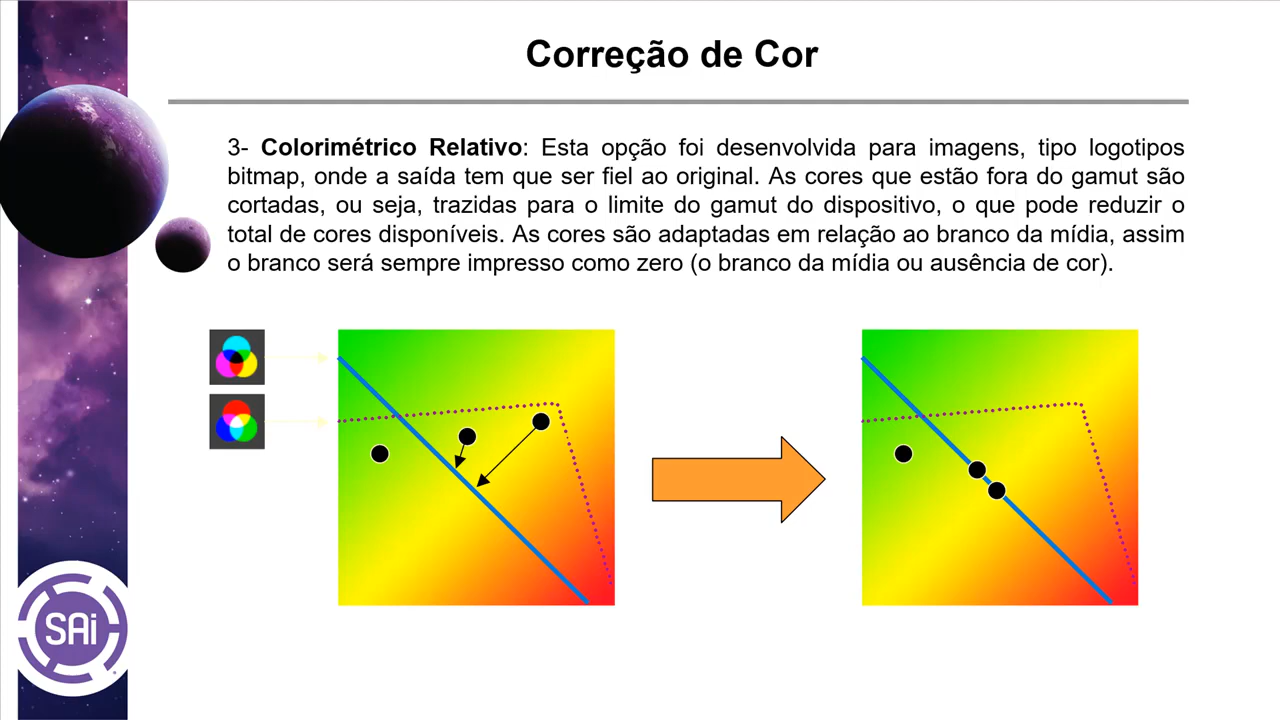 Correção de Cor
3- Colorimétrico Relativo: Esta opção foi desenvolvida para imagens, tipo logotipos
bitmap, onde a saída tem que ser fiel ao original. As cores que estão fora do gamut são
cortadas, ou seja, trazidas para o limite do gamut do dispositivo, o que pode reduzir o
total de cores disponíveis. As cores são adaptadas em relação ao branco da mídia, assim
o branco será sempre impresso como zero (o branco da mídia ou ausência de cor).
SAi